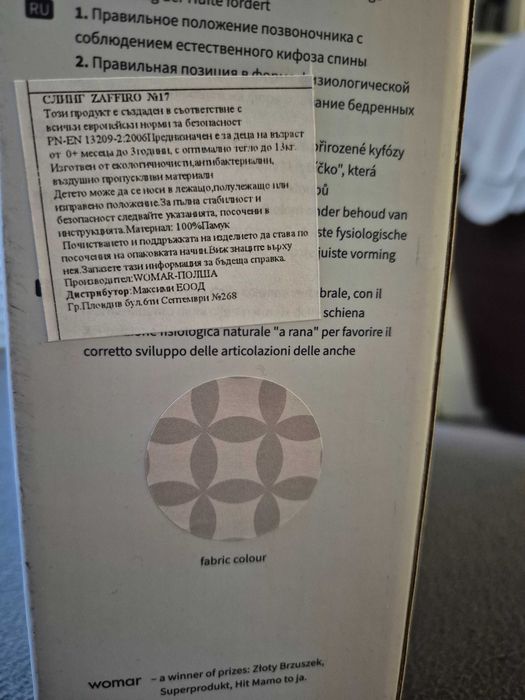 der Hüfte fördert
RU
1. Правильное положение позвоночника с
соблюдением естественного кифоза спины
2. Правильная позиция в
физиологической
бедренных
СЛИНГ ZAFFIRO №17
Този продукт е създаден в съответствие с
всички европейски норми за безопасност
PN-EN 13209-2:2006Предназначен е за деца на възраст
от 0+ месеца до 3години, с оптимално тегло до 13кг.
Изготвен от екологичночисти,антибактериални,
въздушно пропускливи материали
Детето може да се носи в лежащо,полулежащо или
изправено положение.За пълна стабилност и
безопасност следвайте указанията, посочени в
инструкцията.Материал: 100%Памук
Почистването и поддръжката на изделието да става по
посочения на опаковката начин.Виж знаците върху
нея.Запазете тази информация за бъдеща справка.
Производител:WOMAR-ПОЛША
Дистрибутор:Максими ЕООД
Гр.Пловдив бул.6ти Септември №268
přirozené kyfózy
která
onder behoud van
fysiologische
juiste vorming
con il
schiena
fisiologica naturale "a rana" per favorire il
corretto sviluppo delle articolazioni delle anche
fabric colour
womar – a winner of prizes: Złoty Brzuszek,
Superprodukt, Hit Mamo to ja.